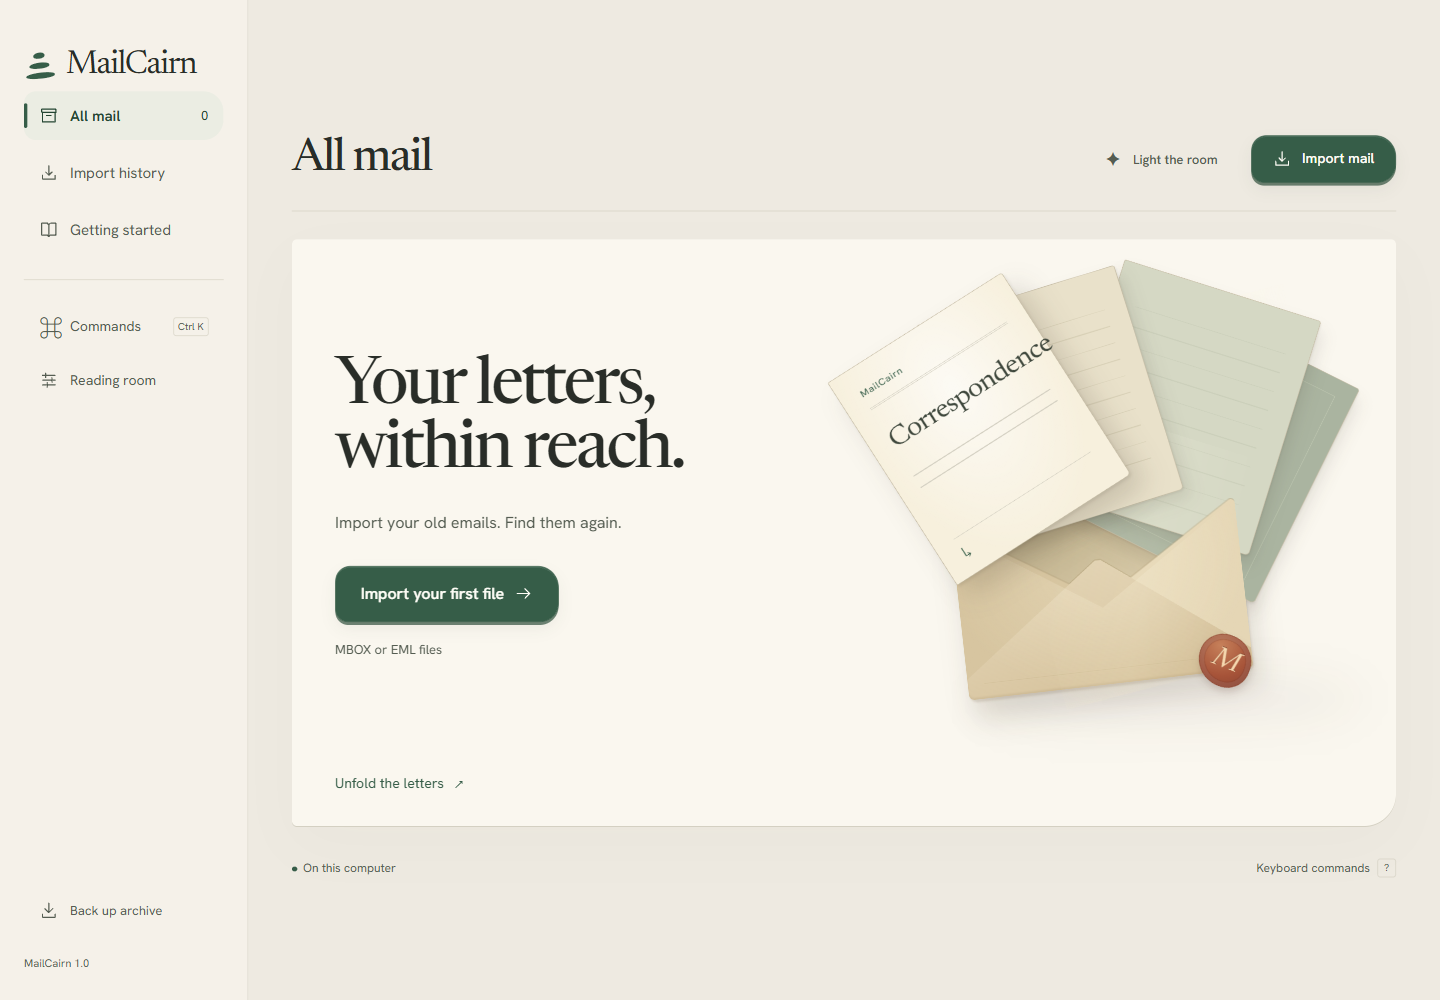 MailCairn
All mail 0
Import history
Getting started
Commands Ctrl K
Reading room
Back up archive
MailCairn 1.0
All mail
Light the room
Import mail
Your letters,
within reach.
Import your old emails. Find them again.
Import your first file →
MBOX or EML files
Unfold the letters ↗
MailCairn
Correspondence
↳
M
On this computer
Keyboard commands ?